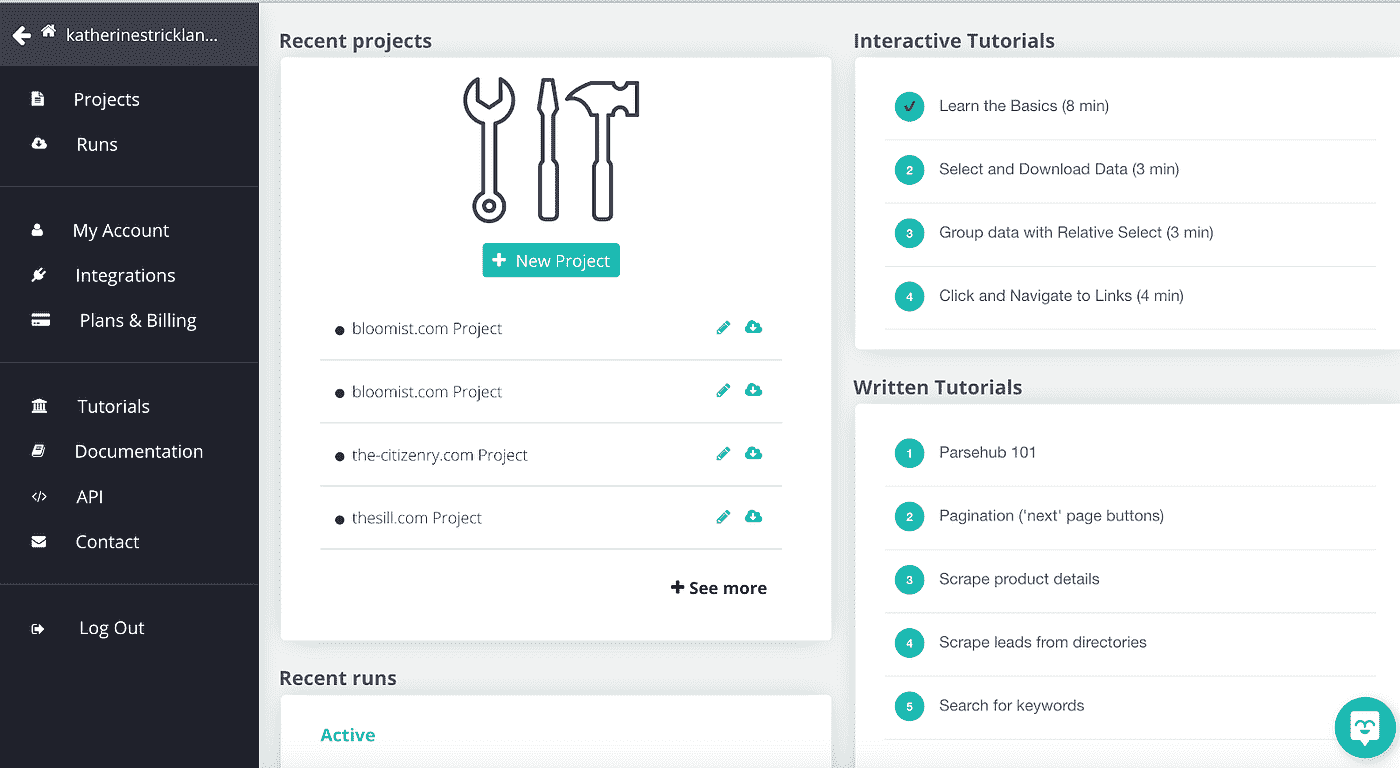 katherinestricklan...
Projects
Runs
My Account
Integrations
Plans & Billing
Tutorials
Documentation
API
Contact
Log Out
Recent projects
+ New Project
bloomist.com Project
bloomist.com Project
the-citizenry.com Project
thesill.com Project
+ See more
Recent runs
Active
Interactive Tutorials
Learn the Basics (8 min)
2 Select and Download Data (3 min)
3 Group data with Relative Select (3 min)
4 Click and Navigate to Links (4 min)
Written Tutorials
1 Parsehub 101
2 Pagination ('next' page buttons)
3 Scrape product details
4 Scrape leads from directories
5 Search for keywords